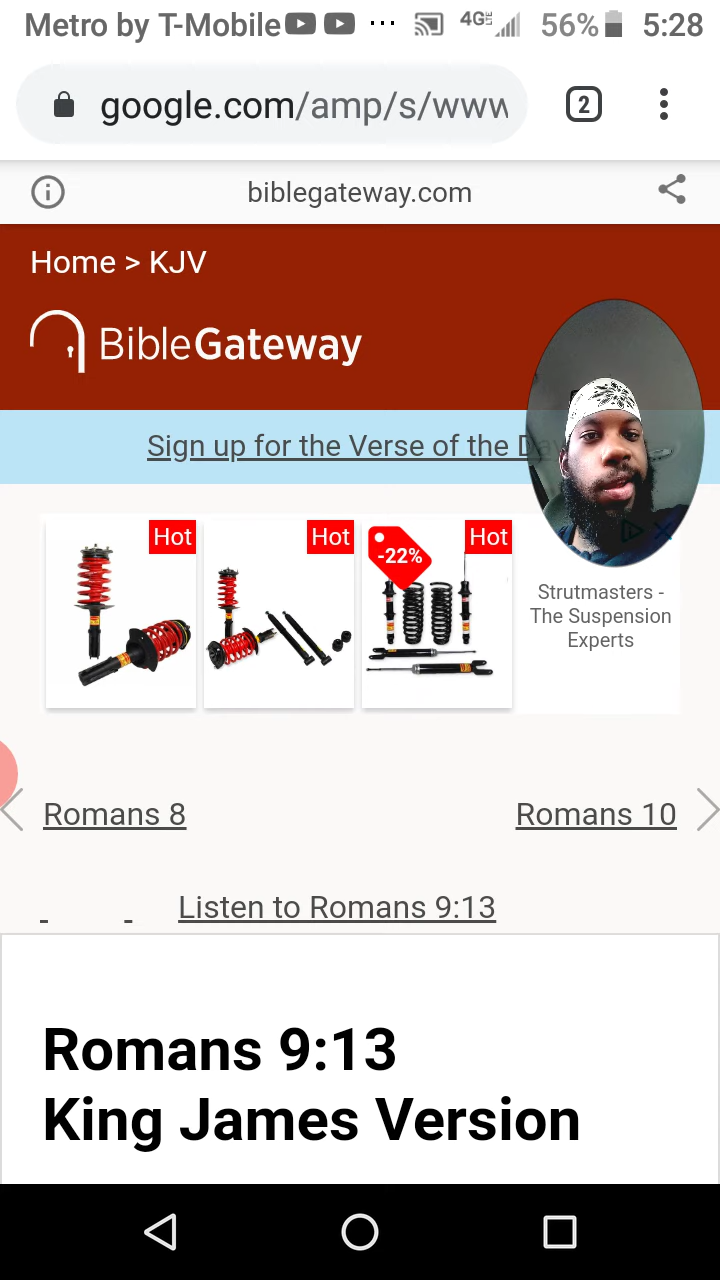 Metro by T-Mobile ... 4G LTE 56% 5:28
google.com/amp/s/www
2
biblegateway.com
Home > KJV
BibleGateway
Sign up for the Verse of the Day
Hot
Hot
-22%
Hot
Strutmasters -
The Suspension
Experts
Romans 8
Romans 10
Listen to Romans 9:13
Romans 9:13
King James Version